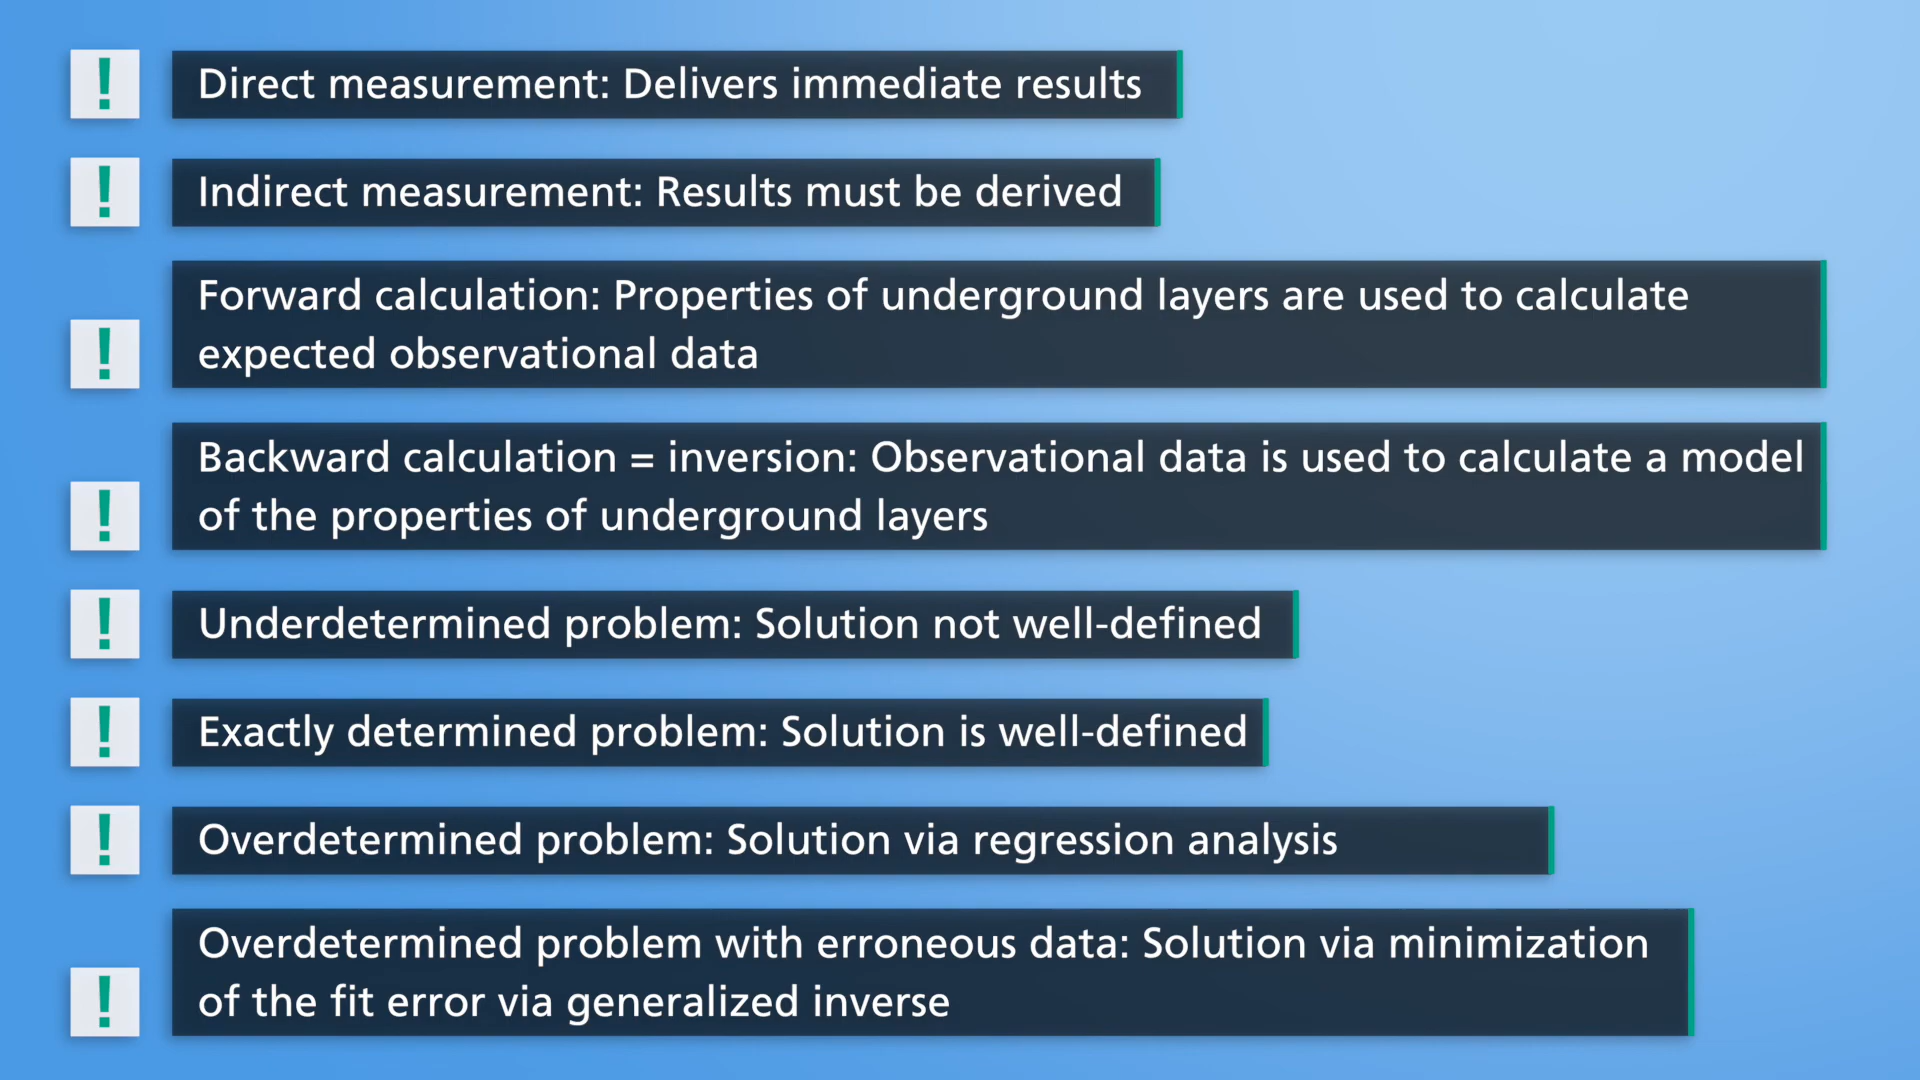 ! Direct measurement: Delivers immediate results
! Indirect measurement: Results must be derived
Forward calculation: Properties of underground layers are used to calculate
! expected observational data
Backward calculation = inversion: Observational data is used to calculate a model
! of the properties of underground layers
! Underdetermined problem: Solution not well-defined
! Exactly determined problem: Solution is well-defined
! Overdetermined problem: Solution via regression analysis
Overdetermined problem with erroneous data: Solution via minimization
! of the fit error via generalized inverse